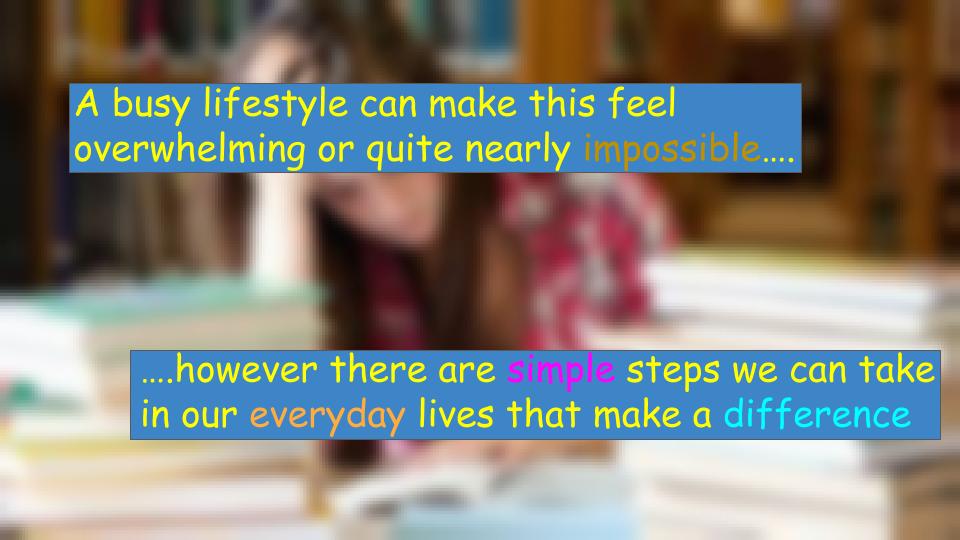 A busy lifestyle can make this feel
overwhelming or quite nearly impossible….
….however there are simple steps we can take
in our everyday lives that make a difference